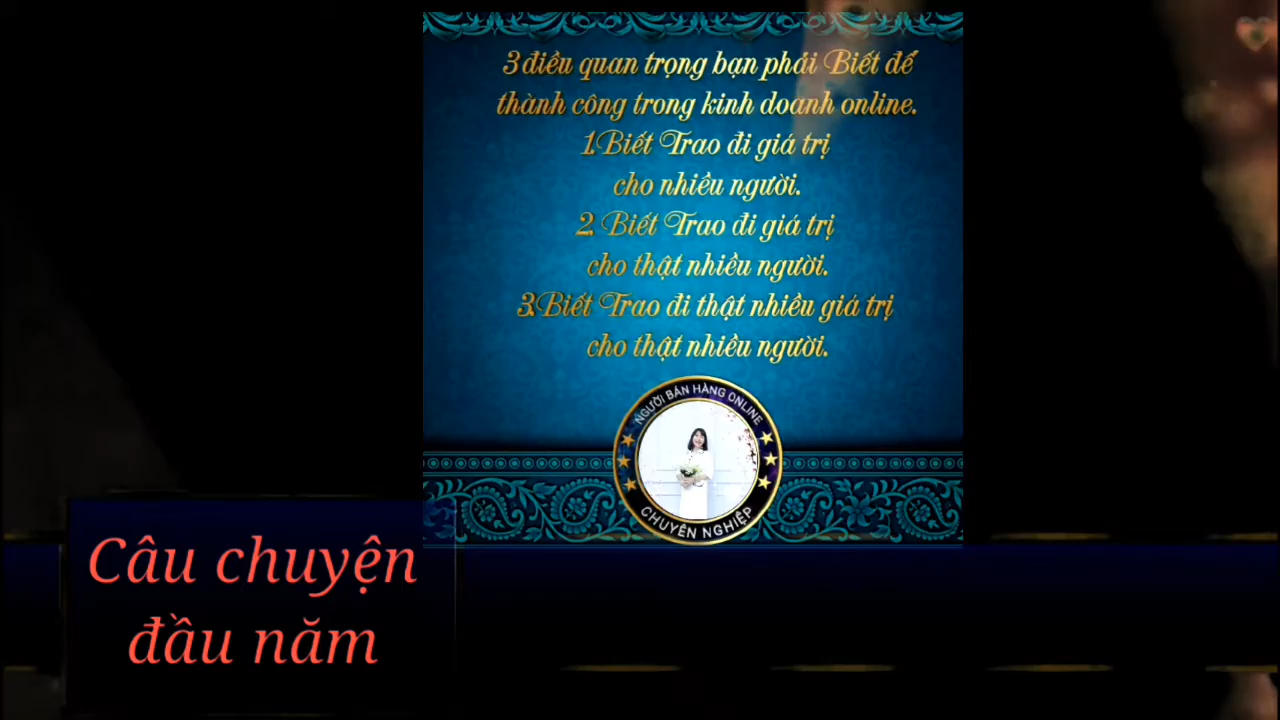 3 điều quan trọng bạn phải Biết để
thành công trong kinh doanh online.
1.Biết Trao đi giá trị
cho nhiều người.
2. Biết Trao đi giá trị
cho thật nhiều người.
3.Biết Trao đi thật nhiều giá trị
cho thật nhiều người.
NGƯỜI BÁN HÀNG ONLINE
CHUYÊN NGHIỆP
Câu chuyện
đầu năm